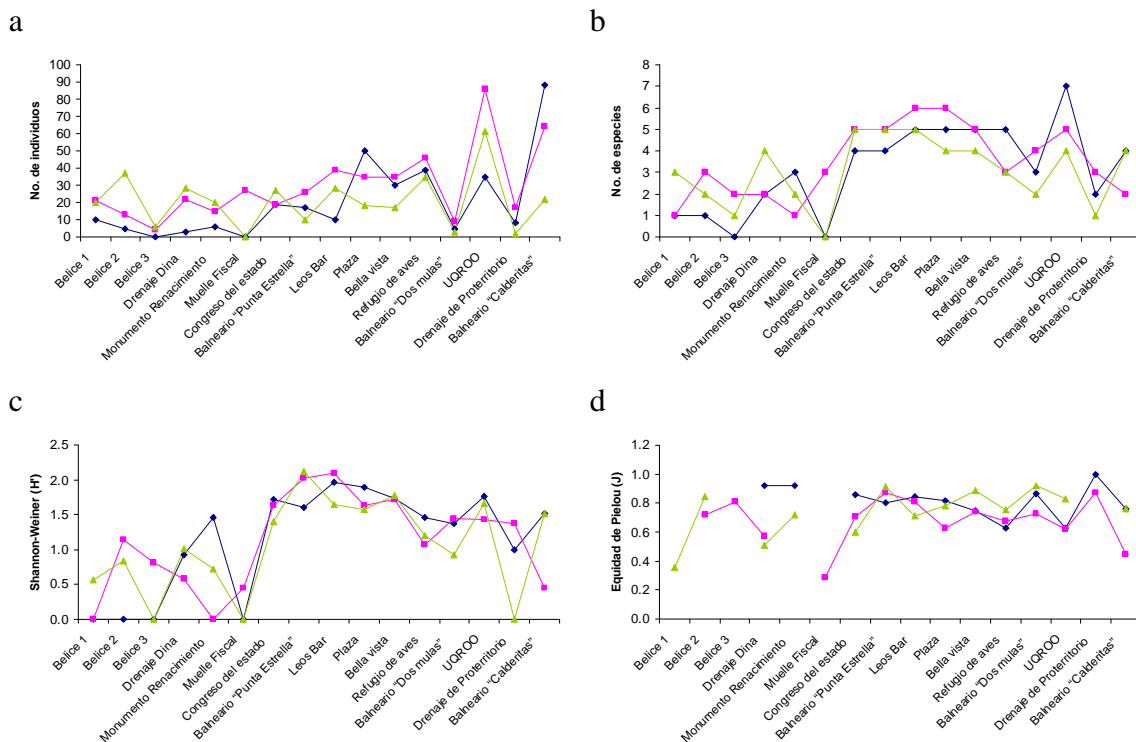 a
No. de individuos
100
90
80
70
60
50
40
30
20
10
0
Belice 1
Belice 2
Belice 3
Drenaje Dina
Monumento Renacimiento
Muelle Fiscal
Congreso del estado
Balneario "Punta Estrella"
Leos Bar
Plaza
Bella vista
Refugio de aves
Balneario "Dos mulas"
UQROO
Drenaje de Proterritorio
Balneario "Calderitas"
b
No. de especies
8
7
6
5
4
3
2
1
0
Belice 1
Belice 2
Belice 3
Drenaje Dina
Monumento Renacimiento
Muelle Fiscal
Congreso del estado
Balneario "Punta Estrella"
Leos Bar
Plaza
Bella vista
Refugio de aves
Balneario "Dos mulas"
UQROO
Drenaje de Proterritorio
Balneario "Calderitas"
c
Shannon-Weiner (H')
2.5
2.0
1.5
1.0
0.5
0.0
Belice 1
Belice 2
Belice 3
Drenaje Dina
Monumento Renacimiento
Muelle Fiscal
Congreso del estado
Balneario "Punta Estrella"
Leos Bar
Plaza
Bella vista
Refugio de aves
Balneario "Dos mulas"
UQROO
Drenaje de Proterritorio
Balneario "Calderitas"
d
Equidad de Pielou (J)
1.2
1.0
0.8
0.6
0.4
0.2
0.0
Belice 1
Belice 2
Belice 3
Drenaje Dina
Monumento Renacimiento
Muelle Fiscal
Congreso del estado
Balneario "Punta Estrella"
Leos Bar
Plaza
Bella vista
Refugio de aves
Balneario "Dos mulas"
UQROO
Drenaje de Proterritorio
Balneario "Calderitas"